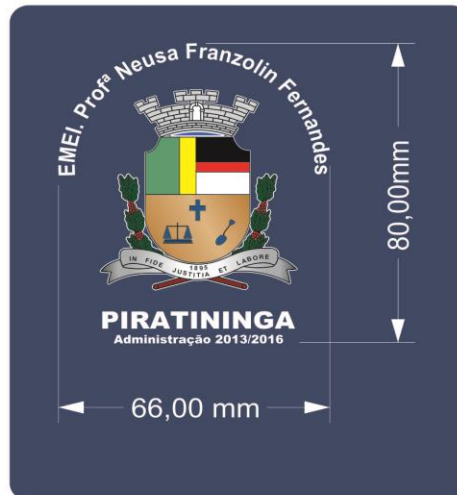 EMEI. Profª Neusa Franzolin Fernandes
1895
IN FIDE JUSTITIA ET LABORE
PIRATININGA
Administração 2013/2016
80,00mm
66,00 mm